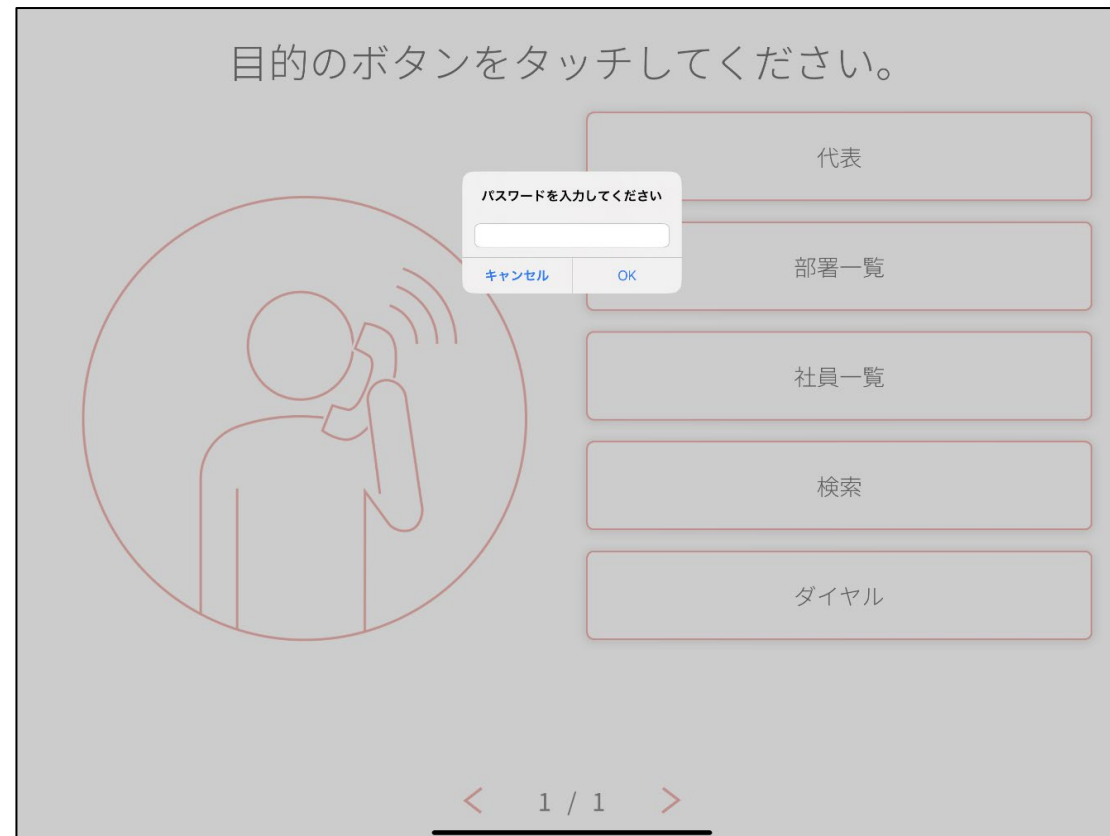 目的のボタンをタッチしてください。
代表
パスワードを入力してください
キャンセル OK
部署一覧
社員一覧
検索
ダイヤル
< 1 / 1 >